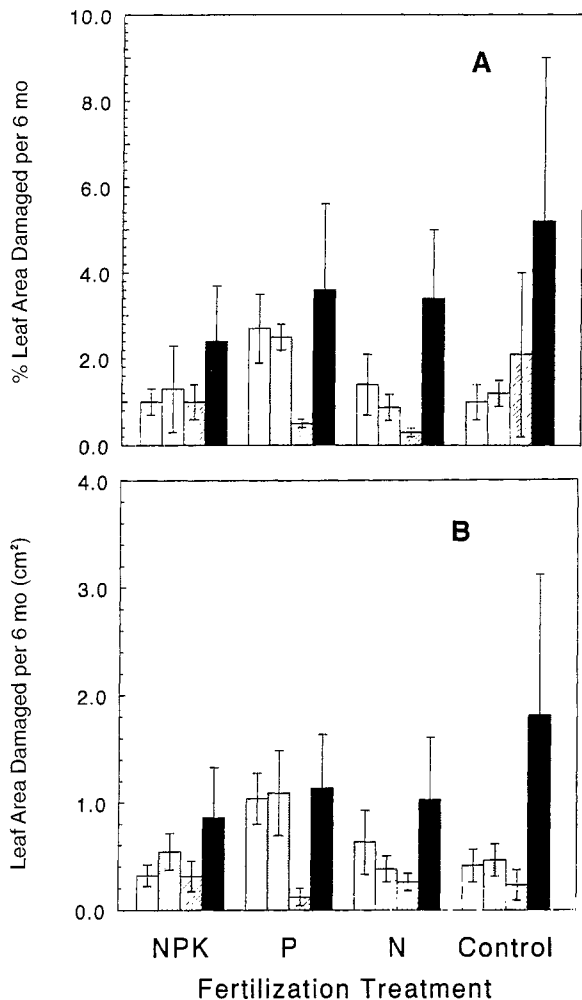 10.0
8.0
6.0
4.0
2.0
0.0
% Leaf Area Damaged per 6 mo
A
4.0
3.0
2.0
1.0
0.0
Leaf Area Damaged per 6 mo (cm²)
B
NPK P N Control
Fertilization Treatment